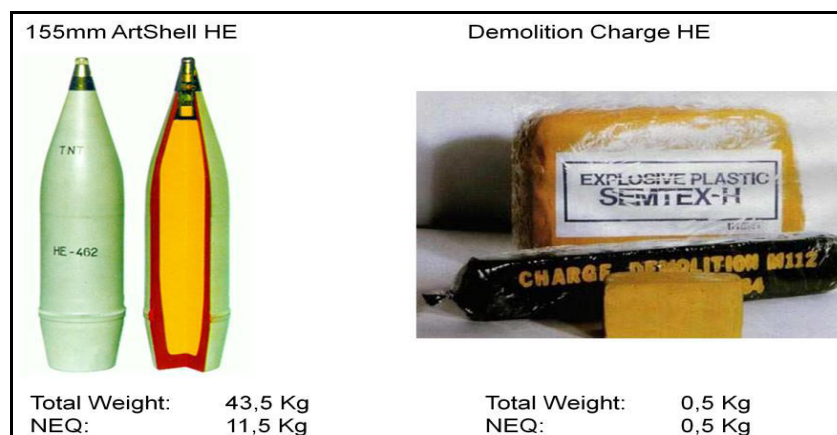 155mm ArtShell HE
Demolition Charge HE
TNT
HE-462
EXPLOSIVE PLASTIC
SEMTEX-H
CHARGE DEMOLITION M112
Total Weight: 43,5 Kg
NEQ: 11,5 Kg
Total Weight: 0,5 Kg
NEQ: 0,5 Kg